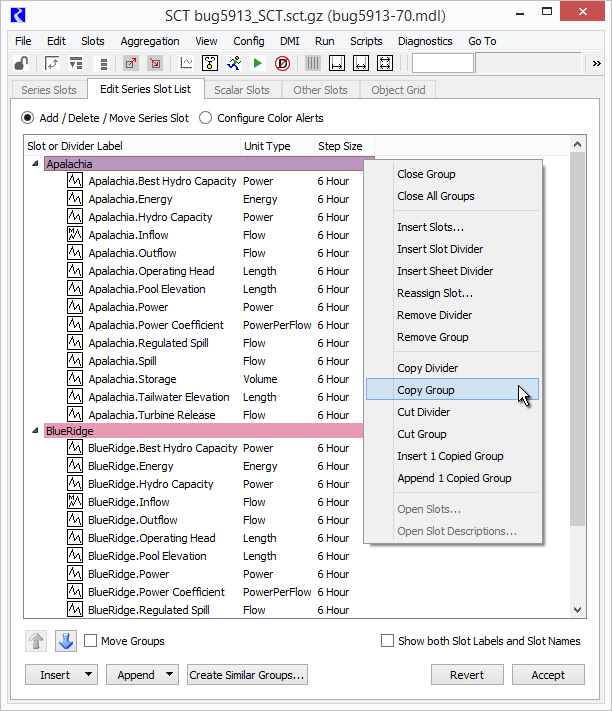 SCT bug5913_SCT.sct.gz (bug5913-70.mdl)
File Edit Slots Aggregation View Config DMI Run Scripts Diagnostics Go To
Series Slots Edit Series Slot List Scalar Slots Other Slots Object Grid
Add / Delete / Move Series Slot Configure Color Alerts
Slot or Divider Label Unit Type Step Size
Apalachia
Apalachia.Best Hydro Capacity Power 6 Hour
Apalachia.Energy Energy 6 Hour
Apalachia.Hydro Capacity Power 6 Hour
Apalachia.Inflow Flow 6 Hour
Apalachia.Outflow Flow 6 Hour
Apalachia.Operating Head Length 6 Hour
Apalachia.Pool Elevation Length 6 Hour
Apalachia.Power Power 6 Hour
Apalachia.Power Coefficient PowerPerFlow 6 Hour
Apalachia.Regulated Spill Flow 6 Hour
Apalachia.Spill Flow 6 Hour
Apalachia.Storage Volume 6 Hour
Apalachia.Tailwater Elevation Length 6 Hour
Apalachia.Turbine Release Flow 6 Hour
BlueRidge
BlueRidge.Best Hydro Capacity Power 6 Hour
BlueRidge.Energy Energy 6 Hour
BlueRidge.Hydro Capacity Power 6 Hour
BlueRidge.Inflow Flow 6 Hour
BlueRidge.Outflow Flow 6 Hour
BlueRidge.Operating Head Length 6 Hour
BlueRidge.Pool Elevation Length 6 Hour
BlueRidge.Power Power 6 Hour
BlueRidge.Power Coefficient PowerPerFlow 6 Hour
BlueRidge.Regulated Spill Flow 6 Hour
Close Group
Close All Groups
Insert Slots...
Insert Slot Divider
Insert Sheet Divider
Reassign Slot...
Remove Divider
Remove Group
Copy Divider
Copy Group
Cut Divider
Cut Group
Insert 1 Copied Group
Append 1 Copied Group
Open Slots...
Open Slot Descriptions...
Move Groups Show both Slot Labels and Slot Names
Insert Append Create Similar Groups... Revert Accept